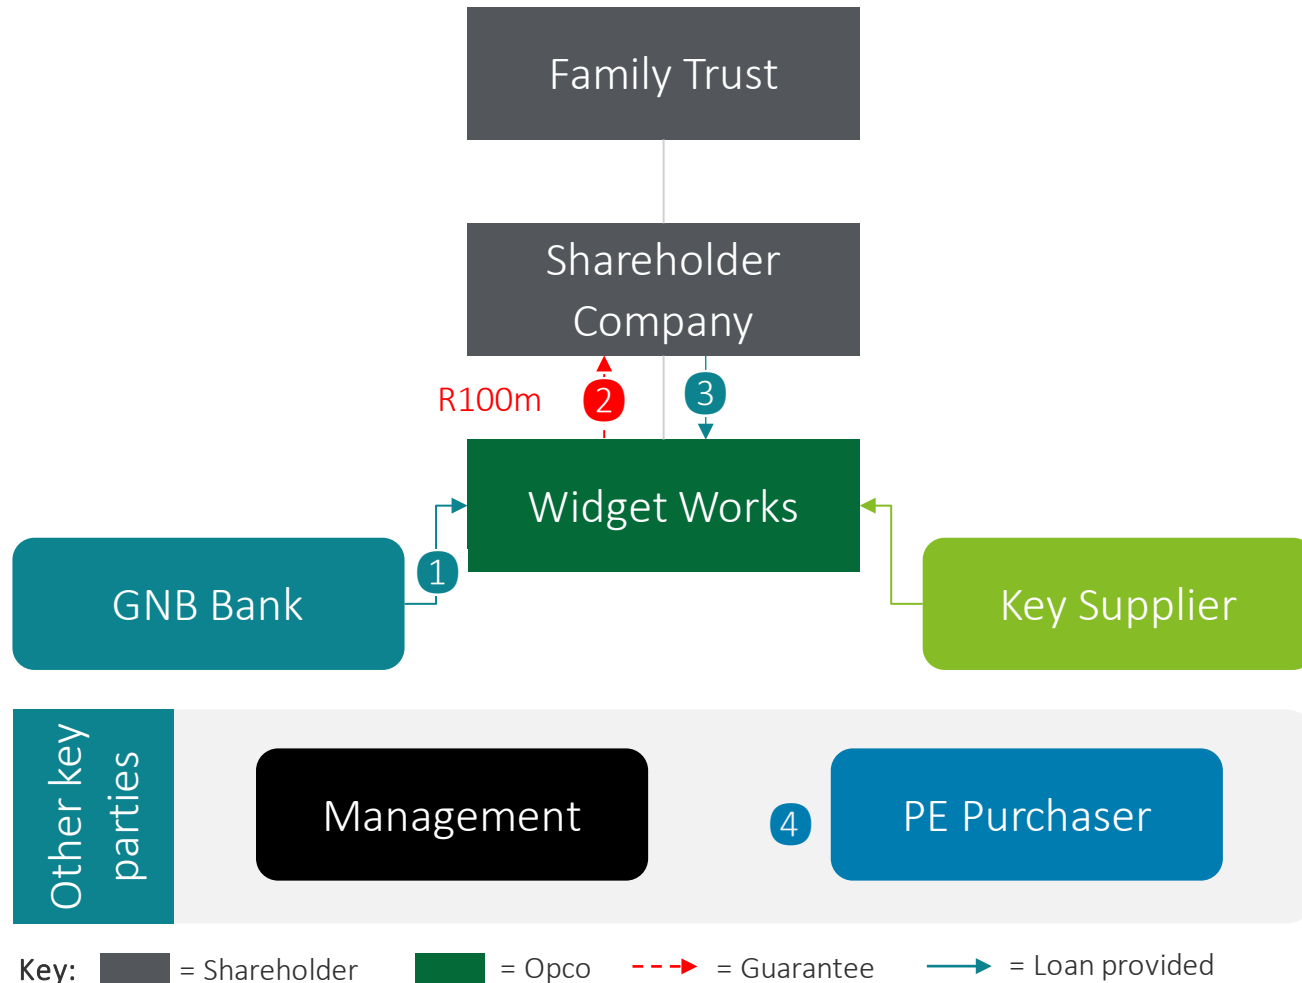 Family Trust
Shareholder
Company
R100m
2
3
Widget Works
1
GNB Bank
Key Supplier
Other key
parties
Management
4
PE Purchaser
Key:
= Shareholder
= Opco
= Guarantee
= Loan provided